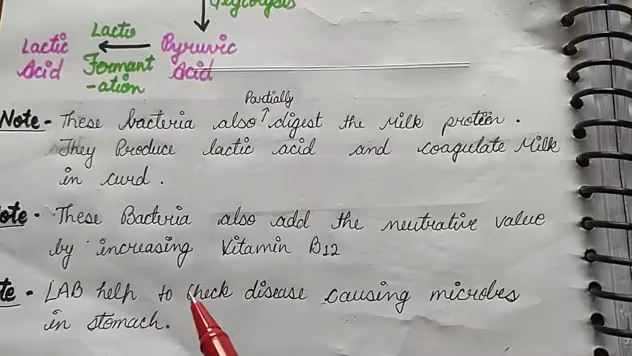 Glycolysis
Lactic Lacto Pyruvic
Acid Formant Acid
-ation
Partially
Note - These bacteria also digest the milk protein.
They Produce lactic acid and coagulate milk
in curd.
ote - These Bacteria also add the neutrative value
by increasing Vitamin B12
te - LAB help to check disease causing microbes
in stomach.